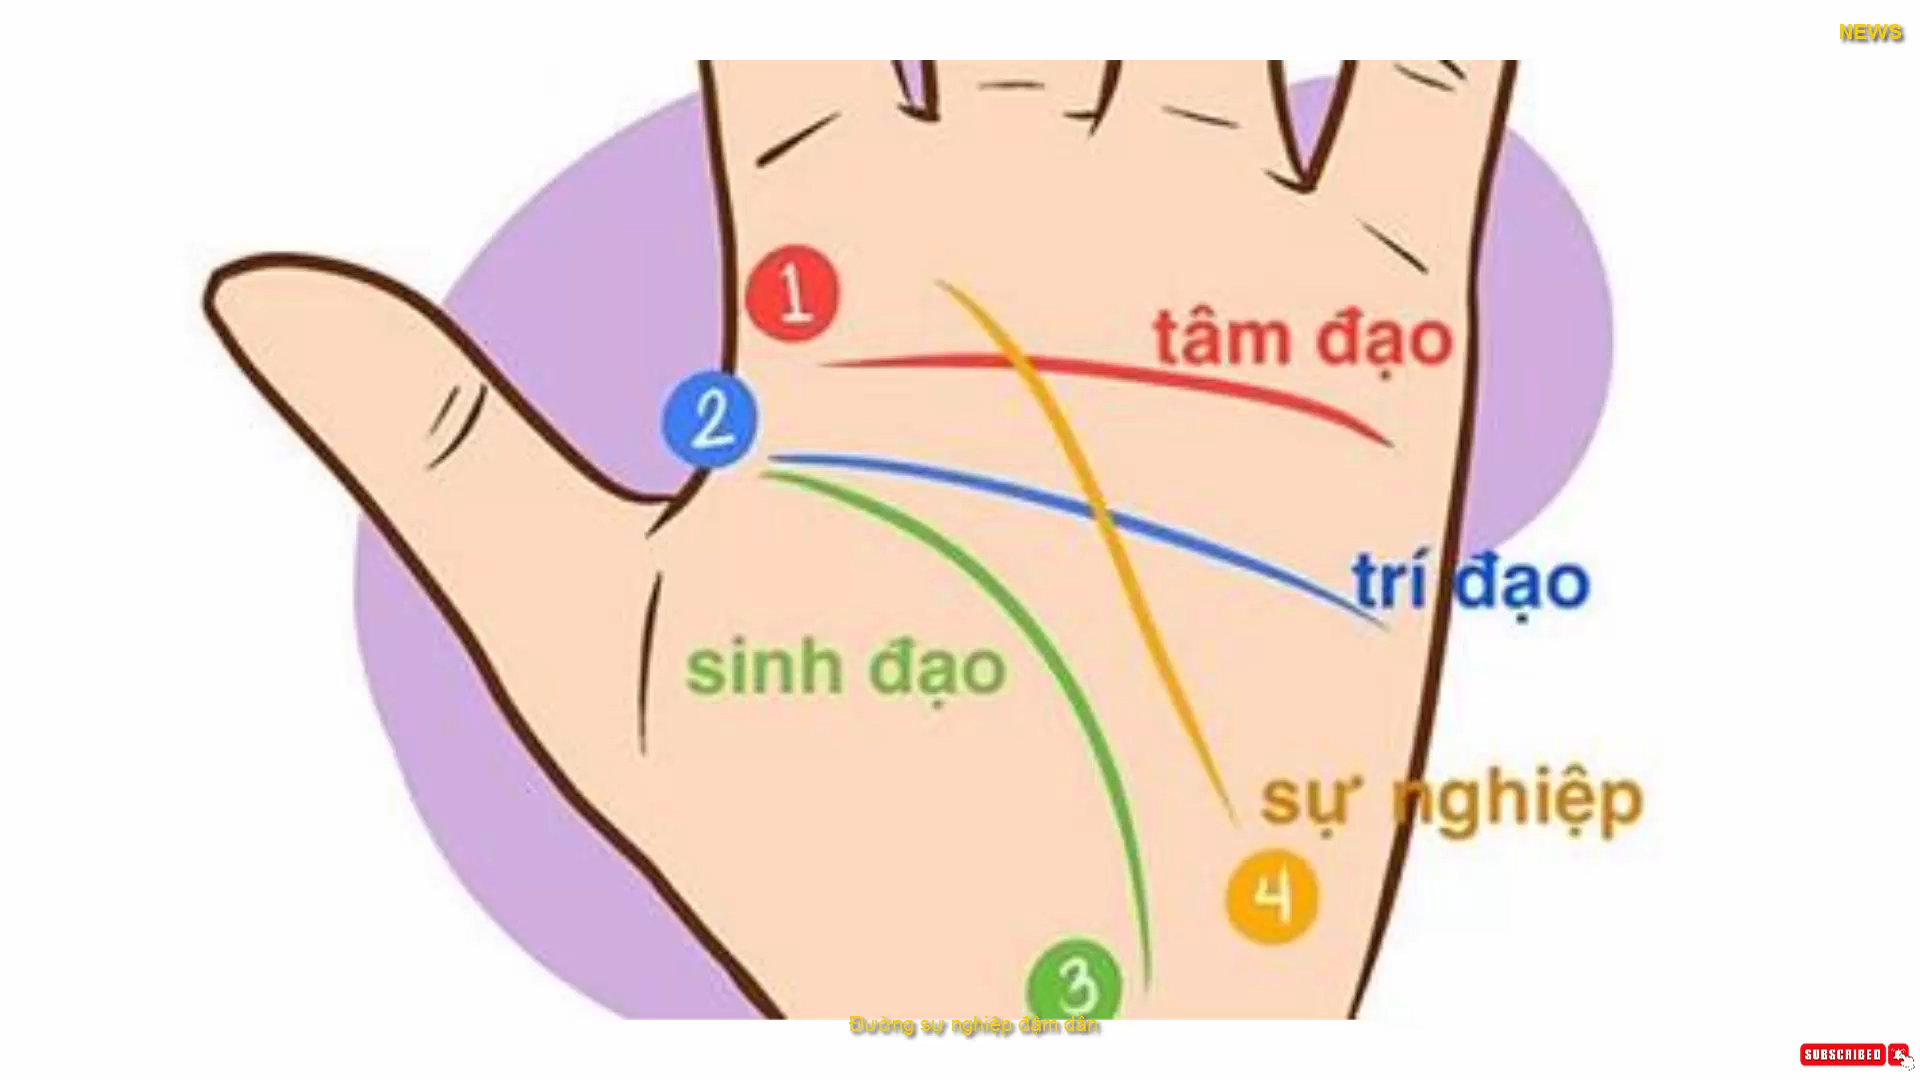 NEWS
1
tâm đạo
2
trí đạo
sinh đạo
sự nghiệp
4
3
Đường sự nghiệp đậm dần
SUBSCRIBED